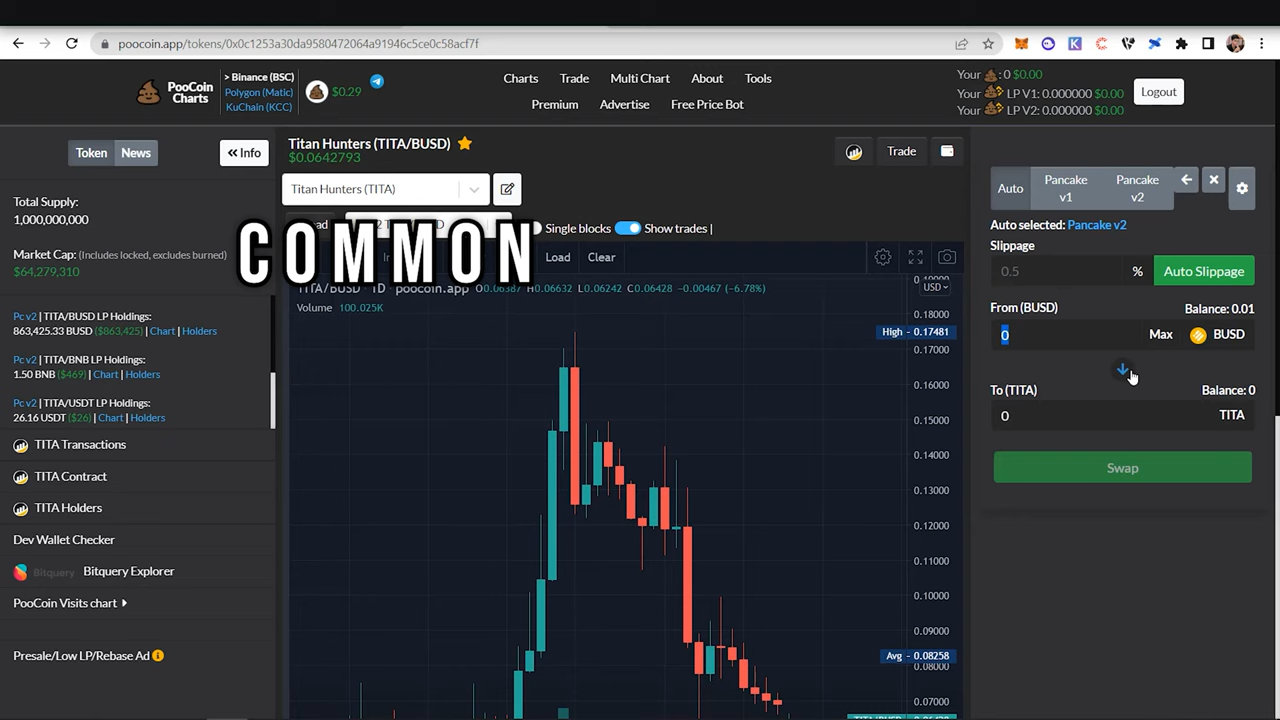 poocoin.app/tokens/0x0c1253a30da9580472064a91946c5ce0c58acf7f
PooCoin
Charts
> Binance (BSC)
Polygon (Matic)
KuChain (KCC)
$0.29
Charts
Trade
Multi Chart
About
Tools
Premium
Advertise
Free Price Bot
Your : 0 $0.00
Your LP V1: 0.000000 $0.00
Your LP V2: 0.000000 $0.00
Logout
Token
News
Info
Total Supply:
1,000,000,000
Market Cap: (Includes locked, excludes burned)
$64,279,310
Pc v2 | TITA/BUSD LP Holdings:
863,425.33 BUSD ($863,425) | Chart | Holders
Pc v2 | TITA/BNB LP Holdings:
1.50 BNB ($469) | Chart | Holders
Pc v2 | TITA/USDT LP Holdings:
26.16 USDT ($26) | Chart | Holders
TITA Transactions
TITA Contract
TITA Holders
Dev Wallet Checker
Bitquery Bitquery Explorer
PooCoin Visits chart
Presale/Low LP/Rebase Ad
Titan Hunters (TITA/BUSD)
$0.0642793
Trade
Titan Hunters (TITA)
COMMON
Single blocks
Show trades |
Load
Clear
TITA/BUSD 1D poocoin.app O0.06387 H0.06632 L0.06242 C0.06428 −0.00467 (−6.78%)
Volume 100.025K
USD
0.18000
High - 0.17481
0.17000
0.16000
0.15000
0.14000
0.13000
0.12000
0.11000
0.10000
0.09000
Avg - 0.08258
0.08000
0.07000
Auto
Pancake
v1
Pancake
v2
Auto selected: Pancake v2
Slippage
0.5
%
Auto Slippage
From (BUSD)
Balance: 0.01
0
Max
BUSD
To (TITA)
Balance: 0
0
TITA
Swap